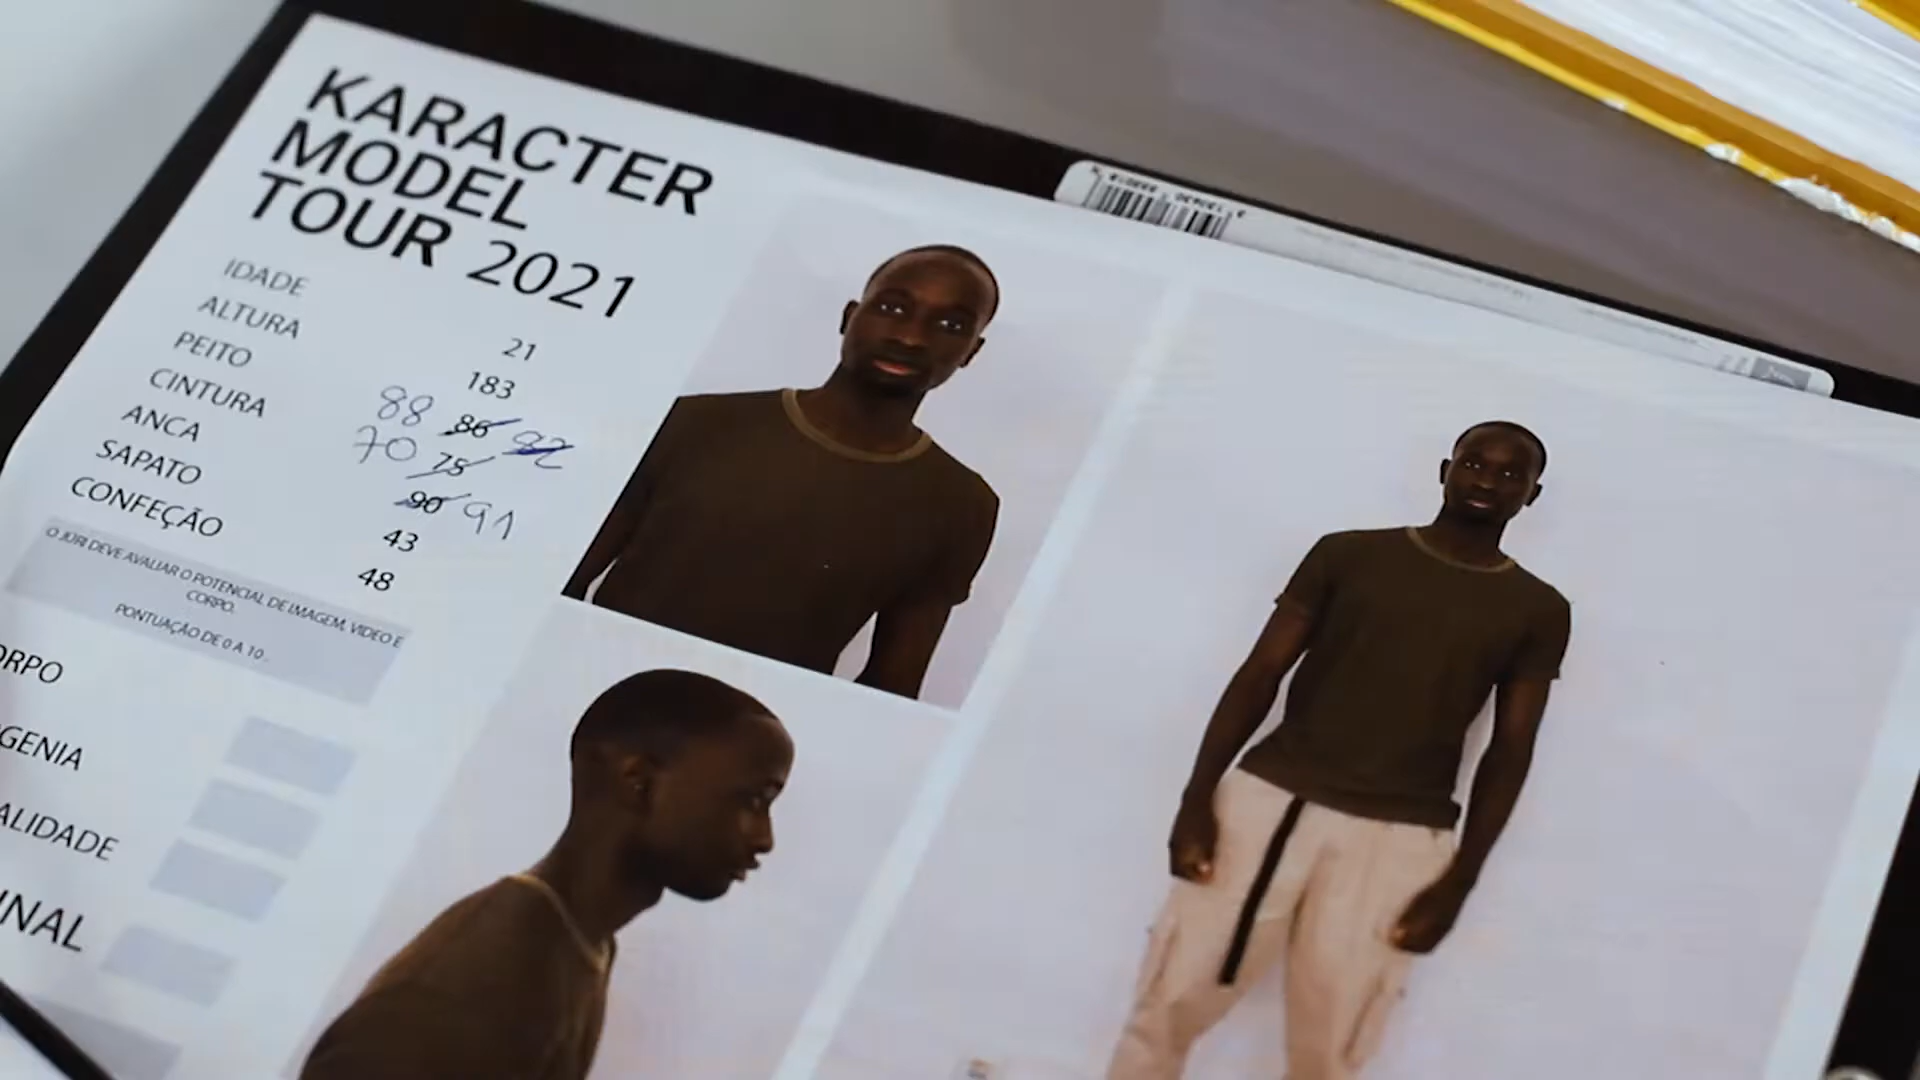 KARACTER
MODEL
TOUR 2021
IDADE 21
ALTURA 183
PEITO 88 86 92
CINTURA 70 75
ANCA 90 91
SAPATO 43
CONFEÇÃO 48
O JÚRI DEVE AVALIAR O POTENCIAL DE IMAGEM, VIDEO E
CORPO.
PONTUAÇÃO DE 0 A 10.
ORPO
GENIA
ALIDADE
INAL